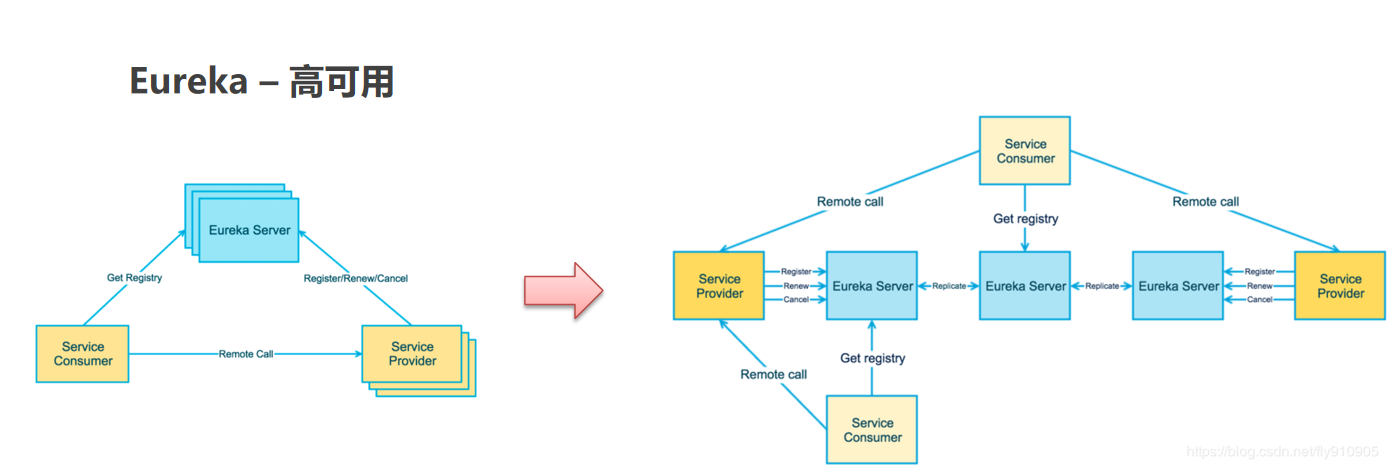 Eureka – 高可用
Eureka Server
Get Registry
Register/Renew/Cancel
Service
Consumer
Remote Call
Service
Provider
Service
Consumer
Remote call
Remote call
Get registry
Service
Provider
Register
Renew
Cancel
Eureka Server
Replicate
Eureka Server
Replicate
Eureka Server
Register
Renew
Cancel
Service
Provider
Get registry
Remote call
Service
Consumer
https://blog.csdn.net/fly910905